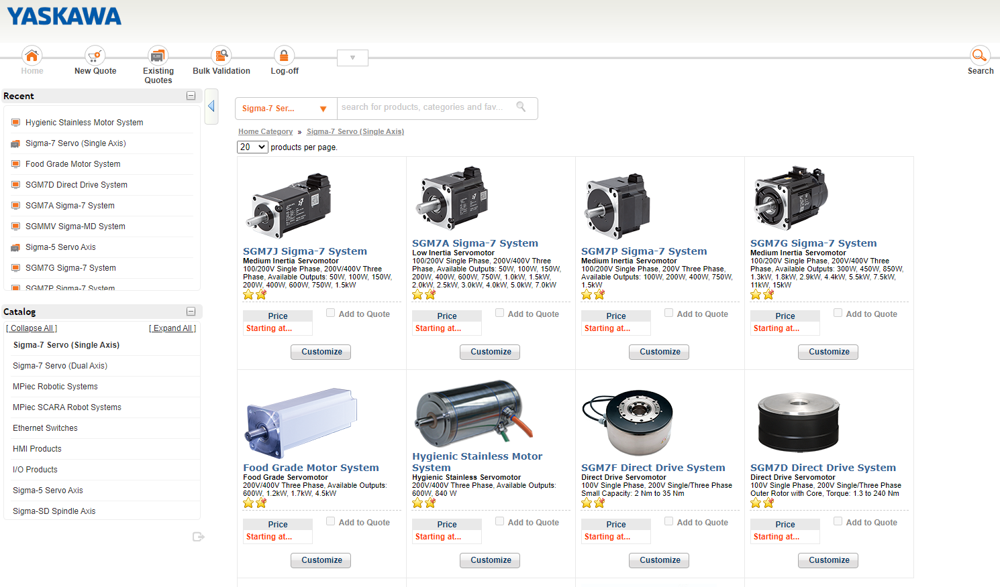 YASKAWA
Home
New Quote
Existing
Quotes
Bulk Validation
Log-off
Search
Recent
Hygienic Stainless Motor System
Sigma-7 Servo (Single Axis)
Food Grade Motor System
SGM7D Direct Drive System
SGM7A Sigma-7 System
SGMMV Sigma-MD System
Sigma-5 Servo Axis
SGM7G Sigma-7 System
SGM7P Sigma-7 System
Catalog
[ Collapse All ]
[ Expand All ]
Sigma-7 Servo (Single Axis)
Sigma-7 Servo (Dual Axis)
MPiec Robotic Systems
MPiec SCARA Robot Systems
Ethernet Switches
HMI Products
I/O Products
Sigma-5 Servo Axis
Sigma-SD Spindle Axis
Sigma-7 Ser...
search for products, categories and fav...
Home Category » Sigma-7 Servo (Single Axis)
20 products per page.
SGM7J Sigma-7 System
Medium Inertia Servomotor
100/200V Single Phase, 200V/400V Three
Phase, Available Outputs: 50W, 100W, 150W,
200W, 400W, 600W, 750W, 1.5kW
Price
Starting at...
Add to Quote
Customize
SGM7A Sigma-7 System
Low Inertia Servomotor
100/200V Single Phase, 200V/400V Three
Phase, Available Outputs: 50W, 100W, 150W,
200W, 400W, 600W, 750W, 1.0kW, 1.5kW,
2.0kW, 2.5kW, 3.0kW, 4.0kW, 5.0kW, 7.0kW
Price
Starting at...
Add to Quote
Customize
SGM7P Sigma-7 System
Medium Inertia Servomotor
100/200V Single Phase, 200V Three Phase,
Available Outputs: 100W, 200W, 400W, 750W,
1.5kW
Price
Starting at...
Add to Quote
Customize
SGM7G Sigma-7 System
Medium Inertia Servomotor
100/200V Single Phase, 200V/400V Three
Phase, Available Outputs: 300W, 450W, 850W,
1.3kW, 1.8kW, 2.9kW, 4.4kW, 5.5kW, 7.5kW,
11kW, 15kW
Price
Starting at...
Add to Quote
Customize
Food Grade Motor System
Food Grade Servomotor
200V/400V Three Phase, Available Outputs:
600W, 1.2kW, 1.7kW, 4.5kW
Price
Starting at...
Add to Quote
Customize
Hygienic Stainless Motor
System
Hygienic Stainless Servomotor
200V/400V Three Phase, Available Outputs:
600W, 840 W
Price
Starting at...
Add to Quote
Customize
SGM7F Direct Drive System
Direct Drive Servomotor
100V Single Phase, 200V Single/Three Phase
Small Capacity: 2 Nm to 35 Nm
Price
Starting at...
Add to Quote
Customize
SGM7D Direct Drive System
Direct Drive Servomotor
100V Single Phase, 200V Single/Three Phase
Outer Rotor with Core, Torque: 1.3 to 240 Nm
Price
Starting at...
Add to Quote
Customize